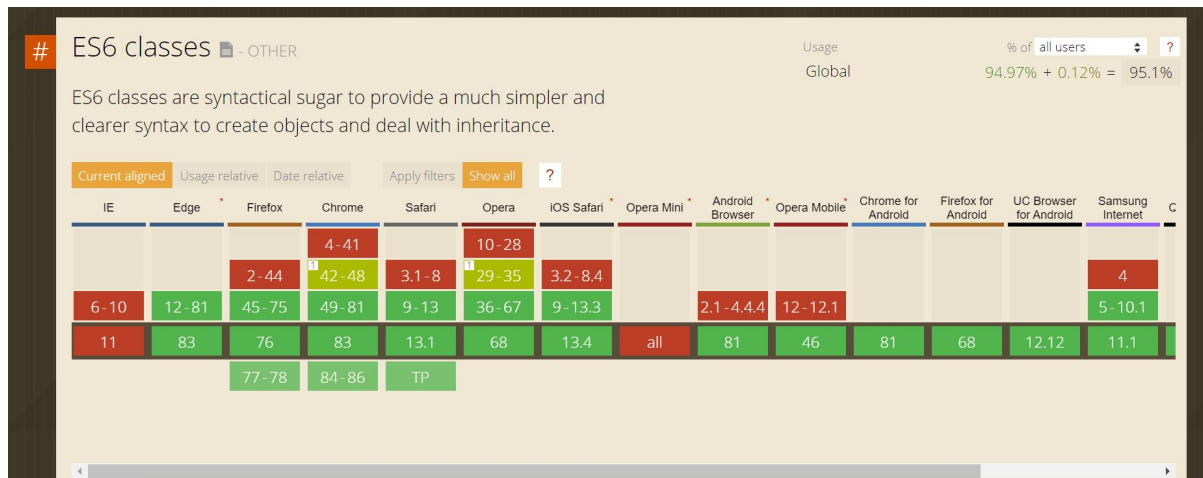 # ES6 classes - OTHER
Usage % of all users ?
Global 94.97% + 0.12% = 95.1%
ES6 classes are syntactical sugar to provide a much simpler and
clearer syntax to create objects and deal with inheritance.
Current aligned Usage relative Date relative Apply filters Show all ?
IE Edge * Firefox Chrome Safari Opera iOS Safari * Opera Mini * Android Browser * Opera Mobile * Chrome for Android Firefox for Android UC Browser for Android Samsung Internet
4-41 10-28
2-44 1 42-48 3.1-8 1 29-35 3.2-8.4 4
6-10 12-81 45-75 49-81 9-13 36-67 9-13.3 2.1-4.4.4 12-12.1 5-10.1
11 83 76 83 13.1 68 13.4 all 81 46 81 68 12.12 11.1
77-78 84-86 TP